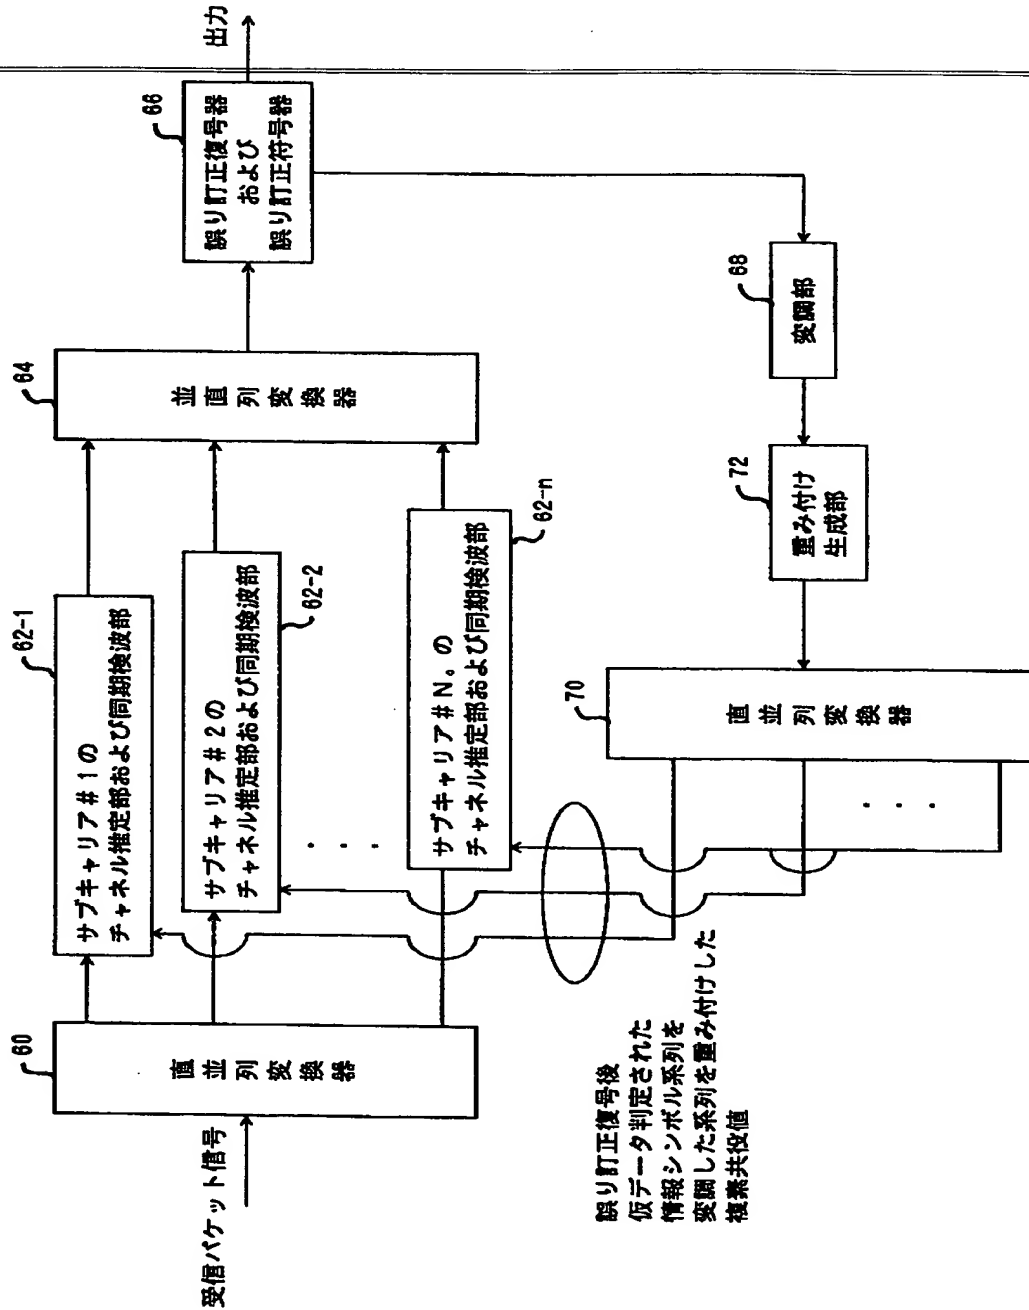 受信パケット信号
60
直並列変換器
62-1
サブキャリア#1の
チャネル推定部および同期検波部
サブキャリア#2の
チャネル推定部および同期検波部
62-2
・・・
サブキャリア#N。の
チャネル推定部および同期検波部
62-n
64
並直列変換器
66
誤り訂正復号器
および
誤り訂正符号器
出力
68
変調部
72
重み付け
生成部
70
直並列変換器
・・・
誤り訂正復号後
仮データ判定された
情報シンボル系列を
変調した系列を重み付けした
複素共役値